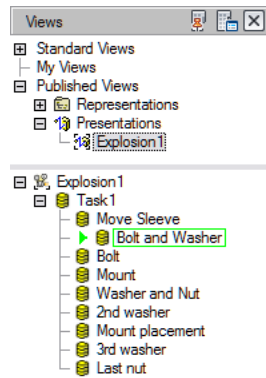 Views
Standard Views
My Views
Published Views
Representations
Presentations
Explosion1
Explosion1
Task1
Move Sleeve
Bolt and Washer
Bolt
Mount
Washer and Nut
2nd washer
Mount placement
3rd washer
Last nut